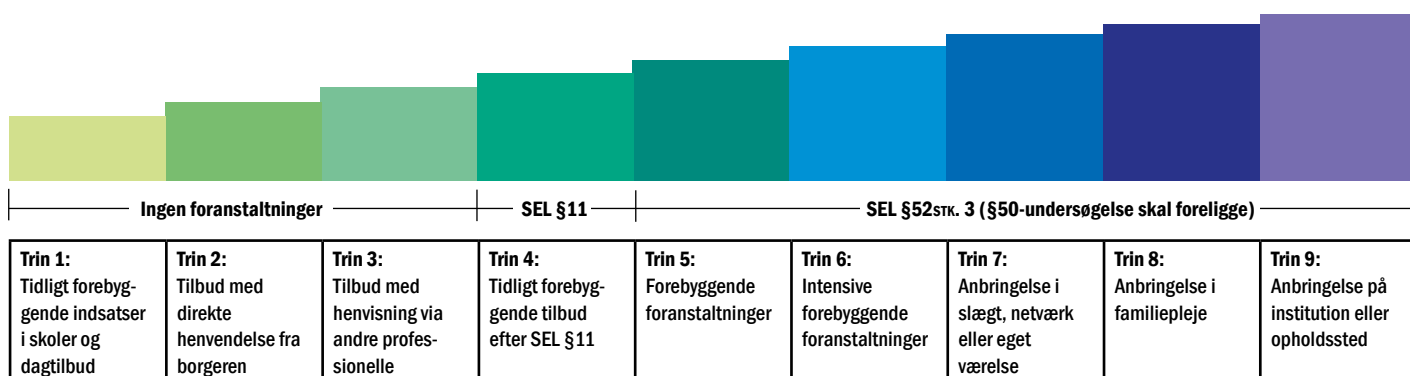 Ingen foranstaltninger
SEL §11
SEL §52 STK. 3 (§50-undersøgelse skal foreligge)
Trin 1:
Tidligt forebyg-
gende indsatser
i skoler og
dagtilbud
Trin 2:
Tilbud med
direkte
henvendelse fra
borgeren
Trin 3:
Tilbud med
henvisning via
andre profes-
sionelle
Trin 4:
Tidligt forebyg-
gende tilbud
efter SEL §11
Trin 5:
Forebyggende
foranstaltninger
Trin 6:
Intensive
forebyggende
foranstaltninger
Trin 7:
Anbringelse i
slægt, netværk
eller eget
værelse
Trin 8:
Anbringelse i
familiepleje
Trin 9:
Anbringelse på
institution eller
opholdssted